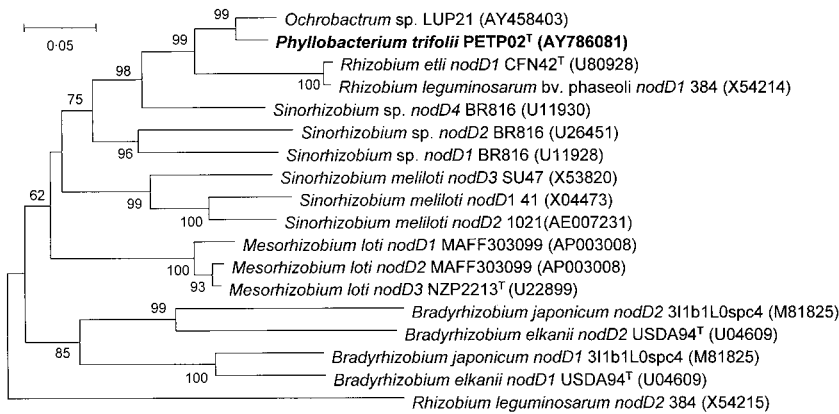 99
Ochrobactrum sp. LUP21 (AY458403)
0·05
99
Phyllobacterium trifolii PETP02ᵀ (AY786081)
Rhizobium etli nodD1 CFN42ᵀ (U80928)
98
100
Rhizobium leguminosarum bv. phaseoli nodD1 384 (X54214)
75
Sinorhizobium sp. nodD4 BR816 (U11930)
Sinorhizobium sp. nodD2 BR816 (U26451)
96
Sinorhizobium sp. nodD1 BR816 (U11928)
Sinorhizobium meliloti nodD3 SU47 (X53820)
62
99
Sinorhizobium meliloti nodD1 41 (X04473)
100
Sinorhizobium meliloti nodD2 1021(AE007231)
Mesorhizobium loti nodD1 MAFF303099 (AP003008)
100
Mesorhizobium loti nodD2 MAFF303099 (AP003008)
93
Mesorhizobium loti nodD3 NZP2213ᵀ (U22899)
99
Bradyrhizobium japonicum nodD2 3I1b1L0spc4 (M81825)
Bradyrhizobium elkanii nodD2 USDA94ᵀ (U04609)
85
Bradyrhizobium japonicum nodD1 3I1b1L0spc4 (M81825)
100
Bradyrhizobium elkanii nodD1 USDA94ᵀ (U04609)
Rhizobium leguminosarum nodD2 384 (X54215)